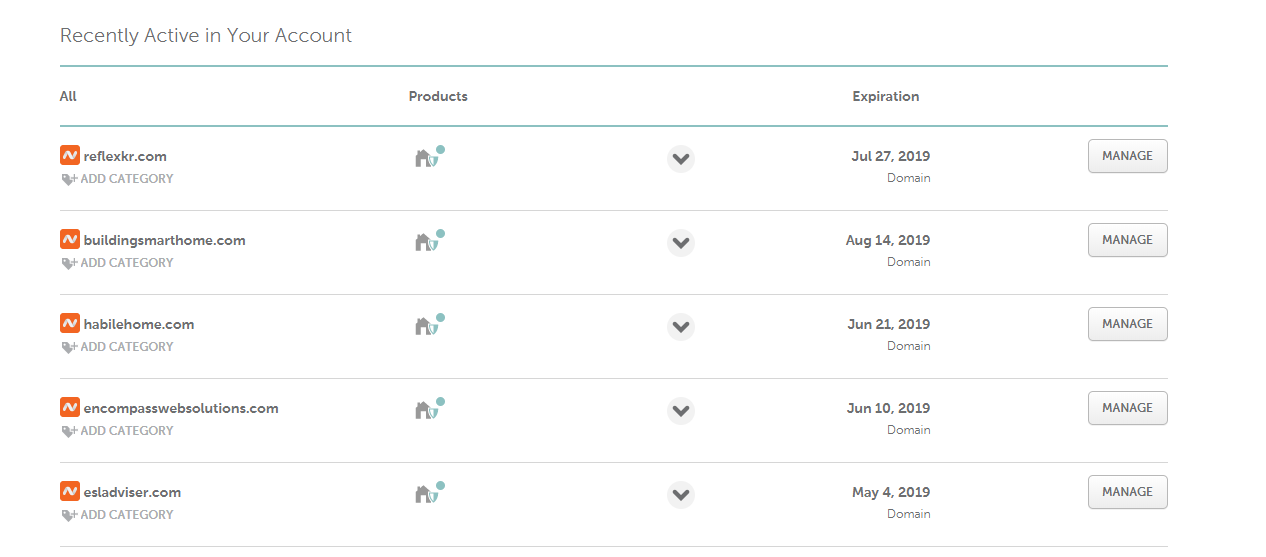 Recently Active in Your Account
All Products Expiration
reflexkr.com Jul 27, 2019 MANAGE
ADD CATEGORY Domain
buildingsmarthome.com Aug 14, 2019 MANAGE
ADD CATEGORY Domain
habilehome.com Jun 21, 2019 MANAGE
ADD CATEGORY Domain
encompasswebsolutions.com Jun 10, 2019 MANAGE
ADD CATEGORY Domain
esladviser.com May 4, 2019 MANAGE
ADD CATEGORY Domain